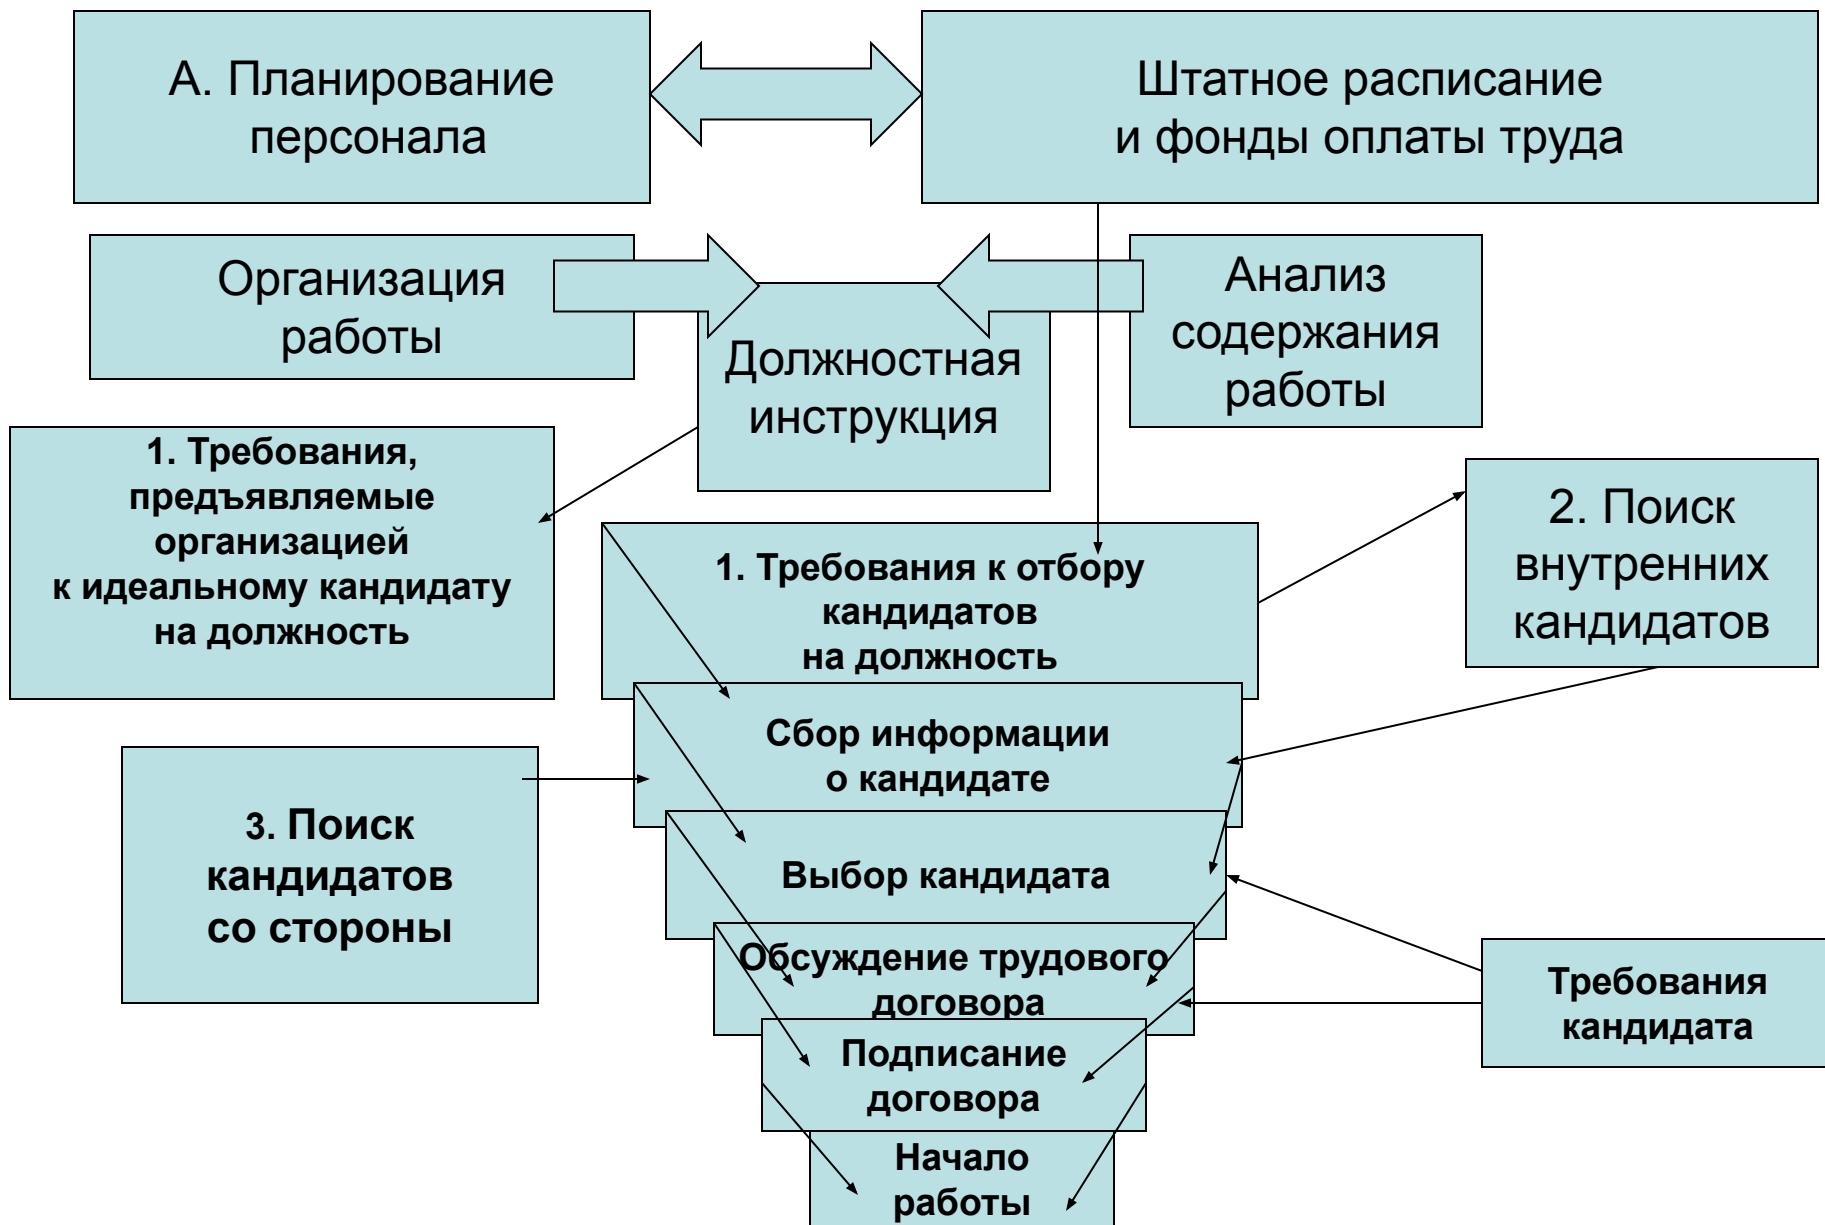 А. Планирование
персонала
Штатное расписание
и фонды оплаты труда
Организация
работы
Должностная
инструкция
Анализ
содержания
работы
1. Требования,
предъявляемые
организацией
к идеальному кандидату
на должность
1. Требования к отбору
кандидатов
на должность
2. Поиск
внутренних
кандидатов
Сбор информации
о кандидате
3. Поиск
кандидатов
со стороны
Выбор кандидата
Обсуждение трудового
договора
Требования
кандидата
Подписание
договора
Начало
работы